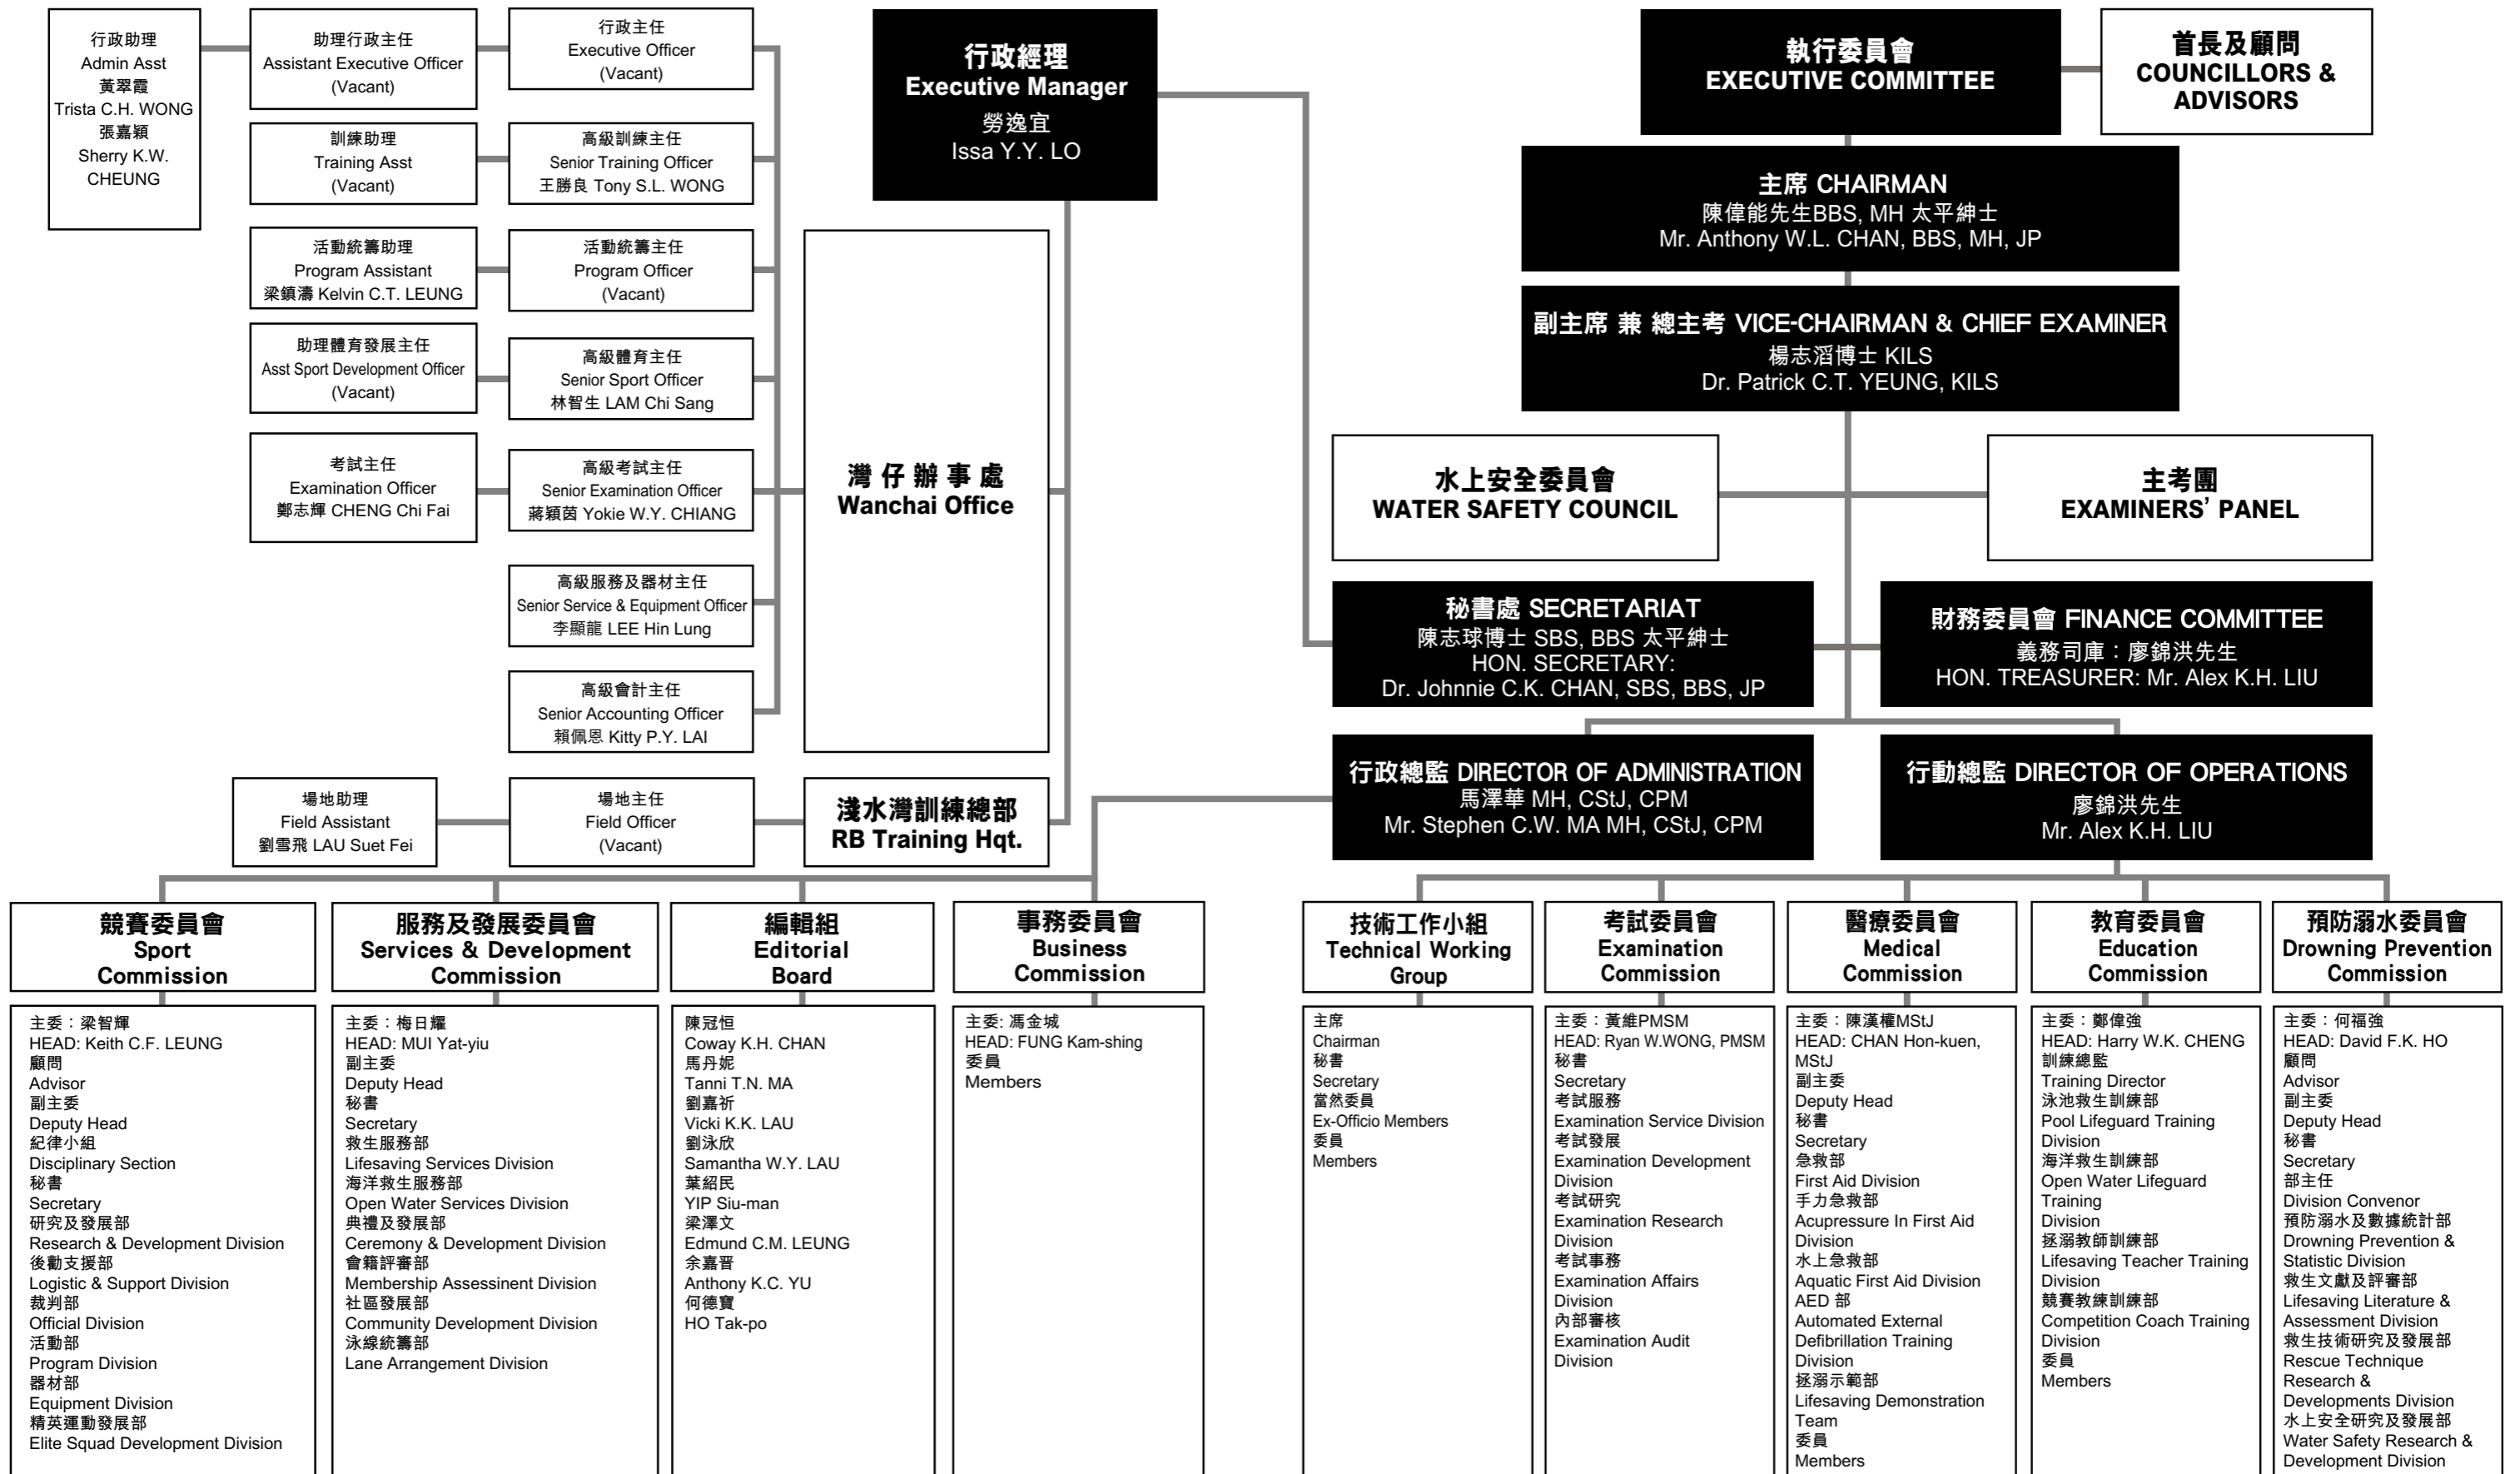 行政助理
Admin Asst
黃翠霞
Trista C.H. WONG
張嘉穎
Sherry K.W.
CHEUNG
助理行政主任
Assistant Executive Officer
(Vacant)
行政主任
Executive Officer
(Vacant)
訓練助理
Training Asst
(Vacant)
高級訓練主任
Senior Training Officer
王勝良 Tony S.L. WONG
活動統籌助理
Program Assistant
梁鎮濤 Kelvin C.T. LEUNG
活動統籌主任
Program Officer
(Vacant)
助理體育發展主任
Asst Sport Development Officer
(Vacant)
高級體育主任
Senior Sport Officer
林智生 LAM Chi Sang
考試主任
Examination Officer
鄭志輝 CHENG Chi Fai
高級考試主任
Senior Examination Officer
蔣穎茵 Yokie W.Y. CHIANG
高級服務及器材主任
Senior Service & Equipment Officer
李顯龍 LEE Hin Lung
高級會計主任
Senior Accounting Officer
賴佩恩 Kitty P.Y. LAI
場地助理
Field Assistant
劉雪飛 LAU Suet Fei
場地主任
Field Officer
(Vacant)
行政經理
Executive Manager
勞逸宜
Issa Y.Y. LO
灣仔辦事處
Wanchai Office
淺水灣訓練總部
RB Training Hqt.
執行委員會
EXECUTIVE COMMITTEE
首長及顧問
COUNCILLORS &
ADVISORS
主席 CHAIRMAN
陳偉能先生BBS, MH 太平紳士
Mr. Anthony W.L. CHAN, BBS, MH, JP
副主席 兼 總主考 VICE-CHAIRMAN & CHIEF EXAMINER
楊志滔博士 KILS
Dr. Patrick C.T. YEUNG, KILS
水上安全委員會
WATER SAFETY COUNCIL
主考團
EXAMINERS' PANEL
秘書處 SECRETARIAT
陳志球博士 SBS, BBS 太平紳士
HON. SECRETARY:
Dr. Johnnie C.K. CHAN, SBS, BBS, JP
財務委員會 FINANCE COMMITTEE
義務司庫：廖錦洪先生
HON. TREASURER: Mr. Alex K.H. LIU
行政總監 DIRECTOR OF ADMINISTRATION
馬澤華 MH, CStJ, CPM
Mr. Stephen C.W. MA MH, CStJ, CPM
行動總監 DIRECTOR OF OPERATIONS
廖錦洪先生
Mr. Alex K.H. LIU
競賽委員會
Sport
Commission
主委：梁智輝
HEAD: Keith C.F. LEUNG
顧問
Advisor
副主委
Deputy Head
紀律小組
Disciplinary Section
秘書
Secretary
研究及發展部
Research & Development Division
後勤支援部
Logistic & Support Division
裁判部
Official Division
活動部
Program Division
器材部
Equipment Division
精英運動發展部
Elite Squad Development Division
服務及發展委員會
Services & Development
Commission
主委：梅日耀
HEAD: MUI Yat-yiu
副主委
Deputy Head
秘書
Secretary
救生服務部
Lifesaving Services Division
海洋救生服務部
Open Water Services Division
典禮及發展部
Ceremony & Development Division
會籍評審部
Membership Assessinent Division
社區發展部
Community Development Division
泳線統籌部
Lane Arrangement Division
編輯組
Editorial
Board
陳冠恒
Coway K.H. CHAN
馬丹妮
Tanni T.N. MA
劉嘉祈
Vicki K.K. LAU
劉泳欣
Samantha W.Y. LAU
葉紹民
YIP Siu-man
梁澤文
Edmund C.M. LEUNG
余嘉晋
Anthony K.C. YU
何德寶
HO Tak-po
事務委員會
Business
Commission
主委: 馮金城
HEAD: FUNG Kam-shing
委員
Members
技術工作小組
Technical Working
Group
主席
Chairman
秘書
Secretary
當然委員
Ex-Officio Members
委員
Members
考試委員會
Examination
Commission
主委：黃維PMSM
HEAD: Ryan W.WONG, PMSM
秘書
Secretary
考試服務
Examination Service Division
考試發展
Examination Development
Division
考試研究
Examination Research
Division
考試事務
Examination Affairs
Division
內部審核
Examination Audit
Division
醫療委員會
Medical
Commission
主委：陳漢權MStJ
HEAD: CHAN Hon-kuen,
MStJ
副主委
Deputy Head
秘書
Secretary
急救部
First Aid Division
手力急救部
Acupressure In First Aid
Division
水上急救部
Aquatic First Aid Division
AED 部
Automated External
Defibrillation Training
Division
拯溺示範部
Lifesaving Demonstration
Team
委員
Members
教育委員會
Education
Commission
主委：鄭偉強
HEAD: Harry W.K. CHENG
訓練總監
Training Director
泳池救生訓練部
Pool Lifeguard Training
Division
海洋救生訓練部
Open Water Lifeguard
Training
Division
拯溺教師訓練部
Lifesaving Teacher Training
Division
競賽教練訓練部
Competition Coach Training
Division
委員
Members
預防溺水委員會
Drowning Prevention
Commission
主委：何福強
HEAD: David F.K. HO
顧問
Advisor
副主委
Deputy Head
秘書
Secretary
部主任
Division Convenor
預防溺水及數據統計部
Drowning Prevention &
Statistic Division
救生文獻及評審部
Lifesaving Literature &
Assessment Division
救生技術研究及發展部
Rescue Technique
Research &
Developments Division
水上安全研究及發展部
Water Safety Research &
Development Division